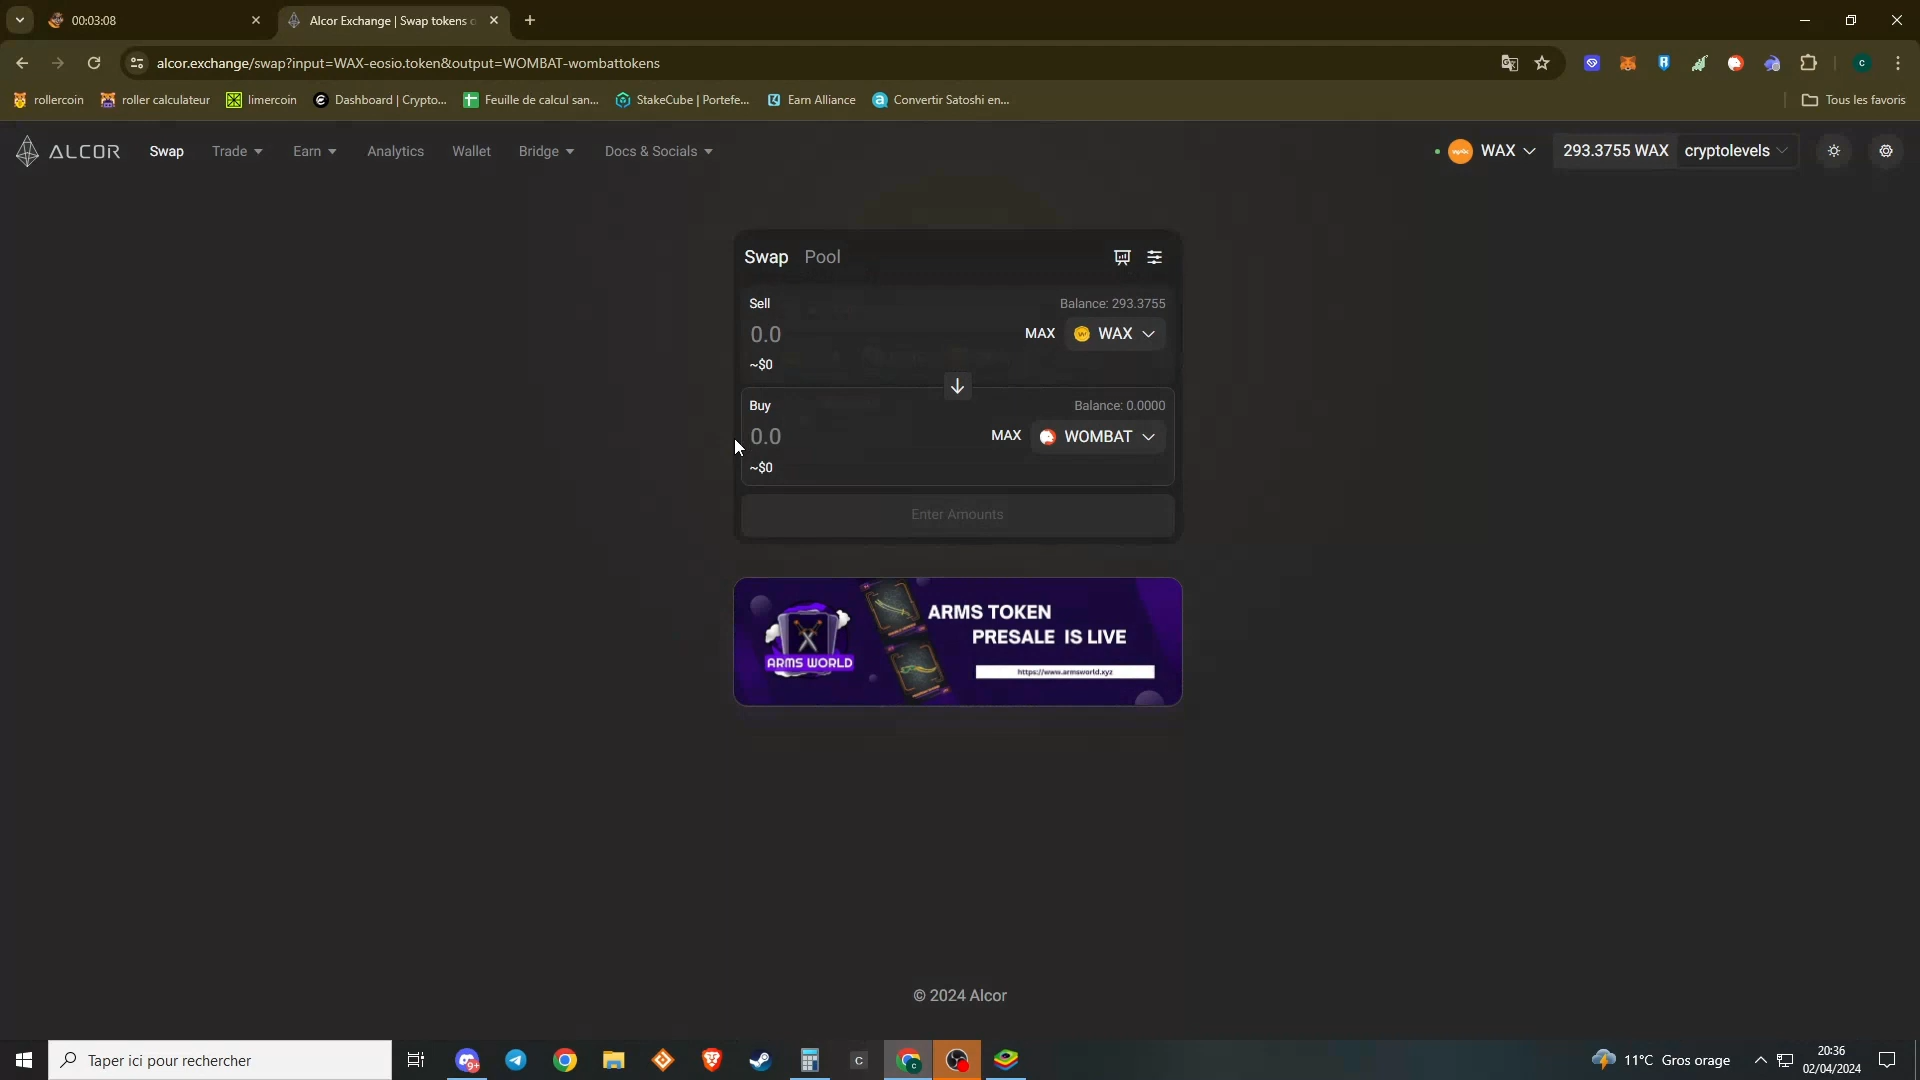 00:03:08
Alcor Exchange | Swap tokens o
alcor.exchange/swap?input=WAX-eosio.token&output=WOMBAT-wombattokens
C
rollercoin
roller calculateur
limercoin
Dashboard | Crypto...
Feuille de calcul san...
StakeCube | Portefe...
Earn Alliance
Convertir Satoshi en...
Tous les favoris
ALCOR
Swap
Trade
Earn
Analytics
Wallet
Bridge
Docs & Socials
WAX
293.3755 WAX
cryptolevels
Swap
Pool
Sell
Balance: 293.3755
0.0
MAX
WAX
~$0
Buy
Balance: 0.0000
0.0
MAX
WOMBAT
~$0
Enter Amounts
ARMS WORLD
ARMS TOKEN
PRESALE IS LIVE
https://www.armsworld.xyz
© 2024 Alcor
Taper ici pour rechercher
9+
C
11°C Gros orage
20:36
02/04/2024